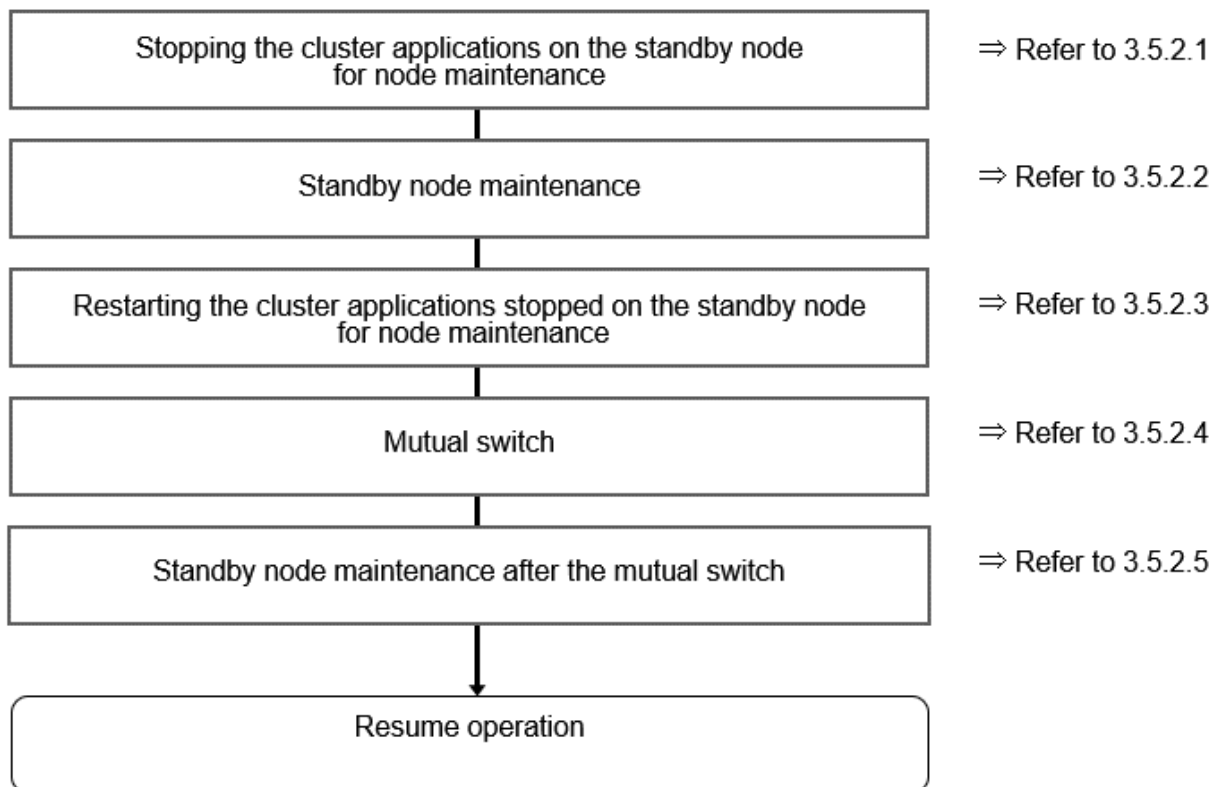 Stopping the cluster applications on the standby node
for node maintenance
⇒ Refer to 3.5.2.1
Standby node maintenance
⇒ Refer to 3.5.2.2
Restarting the cluster applications stopped on the standby node
for node maintenance
⇒ Refer to 3.5.2.3
Mutual switch
⇒ Refer to 3.5.2.4
Standby node maintenance after the mutual switch
⇒ Refer to 3.5.2.5
Resume operation